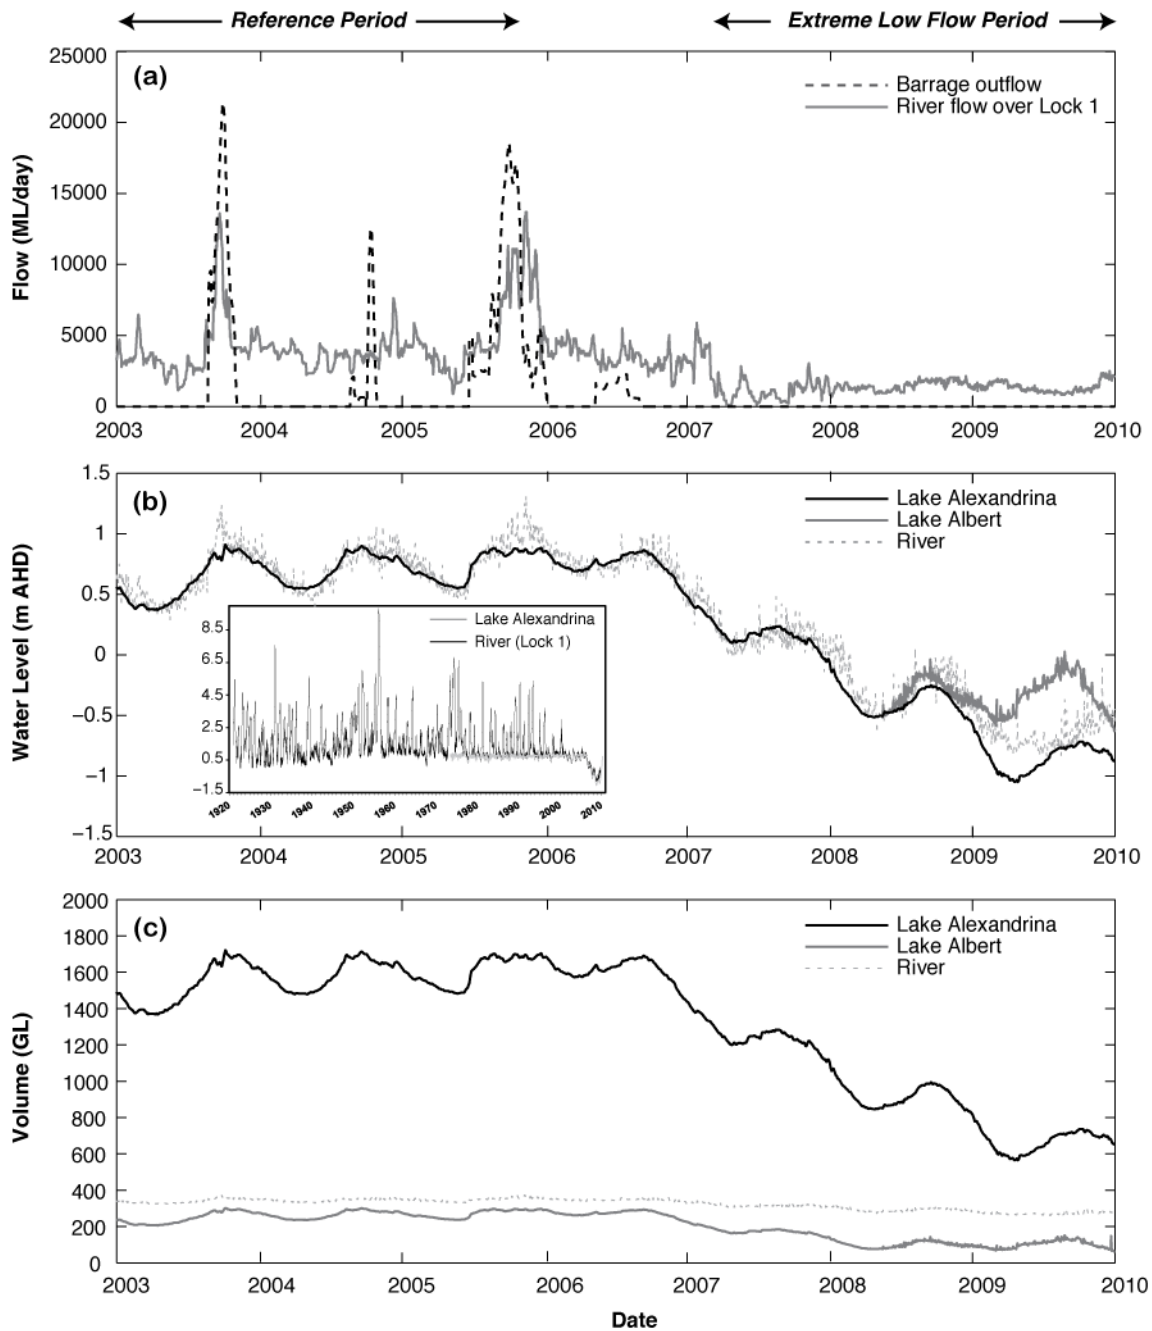 Reference Period Extreme Low Flow Period
(a)
Barrage outflow
River flow over Lock 1
Flow (ML/day)
25000
20000
15000
10000
5000
0
2003 2004 2005 2006 2007 2008 2009 2010
(b)
Lake Alexandrina
Lake Albert
River
Water Level (m AHD)
1.5
1
0.5
0
−0.5
−1
−1.5
Lake Alexandrina
River (Lock 1)
8.5
6.5
4.5
2.5
0.5
−1.5
1920 1930 1940 1950 1960 1970 1980 1990 2000 2010
2003 2004 2005 2006 2007 2008 2009 2010
(c)
Lake Alexandrina
Lake Albert
River
Volume (GL)
2000
1800
1600
1400
1200
1000
800
600
400
200
0
2003 2004 2005 2006 2007 2008 2009 2010
Date